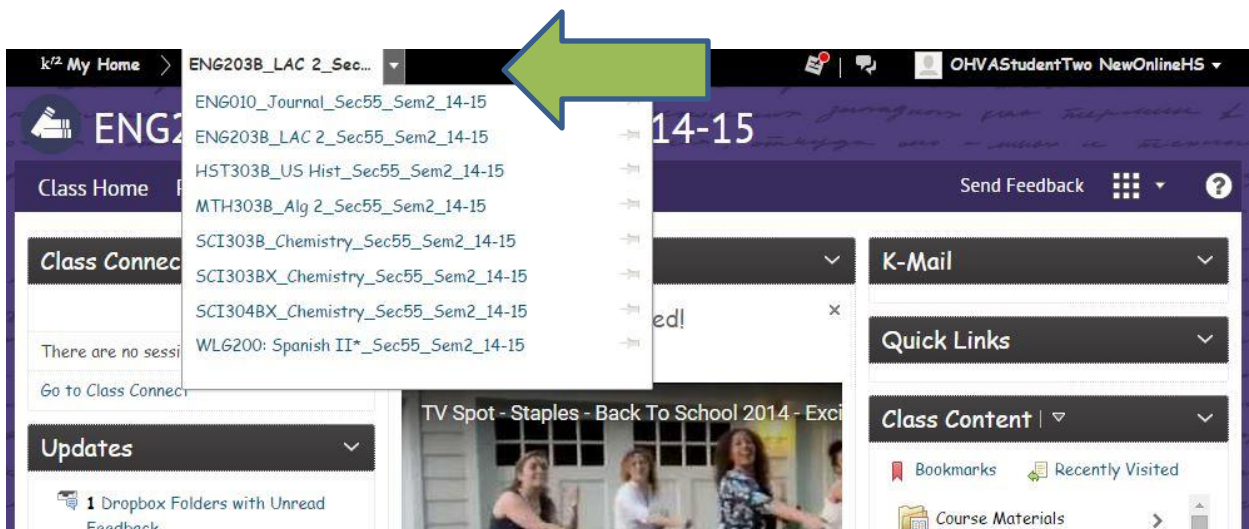 k12 My Home > ENG203B_LAC 2_Sec... OHVAStudentTwo NewOnlineHS
ENG010_Journal_Sec55_Sem2_14-15
ENG203B_LAC 2_Sec55_Sem2_14-15
HST303B_US Hist_Sec55_Sem2_14-15
MTH303B_Alg 2_Sec55_Sem2_14-15
SCI303B_Chemistry_Sec55_Sem2_14-15
SCI303BX_Chemistry_Sec55_Sem2_14-15
SCI304BX_Chemistry_Sec55_Sem2_14-15
WLG200: Spanish II*_Sec55_Sem2_14-15
ENG2 14-15
Class Home Send Feedback ?
Class Connec
There are no sessi
Go to Class Connect
Updates
1 Dropbox Folders with Unread
Feedback
ed! ×
TV Spot - Staples - Back To School 2014 - Exci
K-Mail
Quick Links
Class Content
Bookmarks Recently Visited
Course Materials >